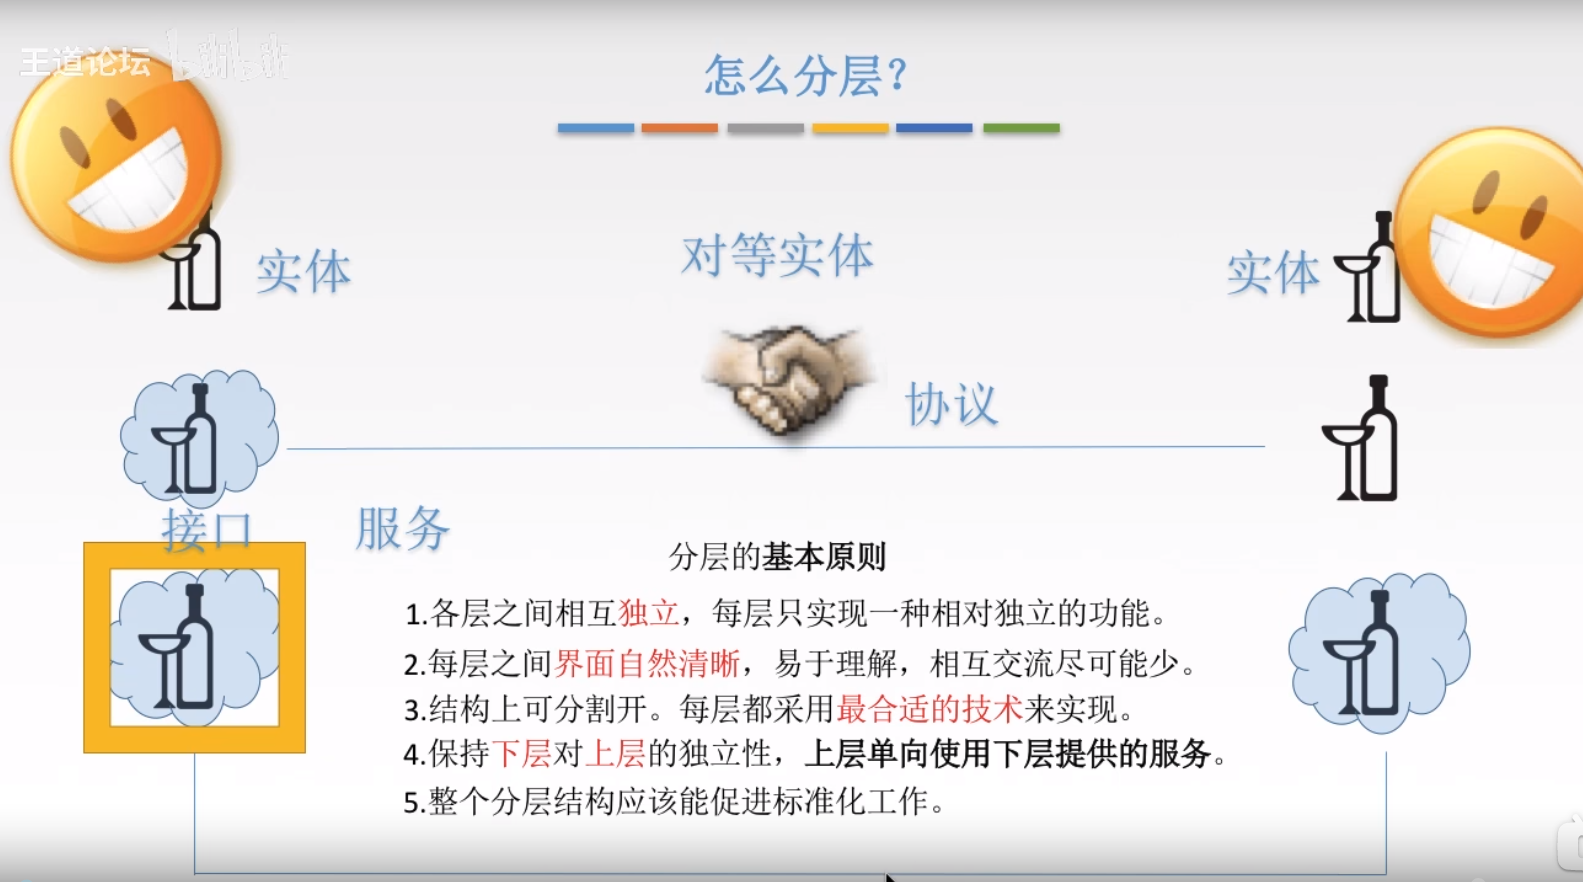 王道论坛 bilibili
怎么分层？
实体
对等实体
实体
协议
接口
服务
分层的基本原则
1.各层之间相互独立，每层只实现一种相对独立的功能。
2.每层之间界面自然清晰，易于理解，相互交流尽可能少。
3.结构上可分割开。每层都采用最合适的技术来实现。
4.保持下层对上层的独立性，上层单向使用下层提供的服务。
5.整个分层结构应该能促进标准化工作。